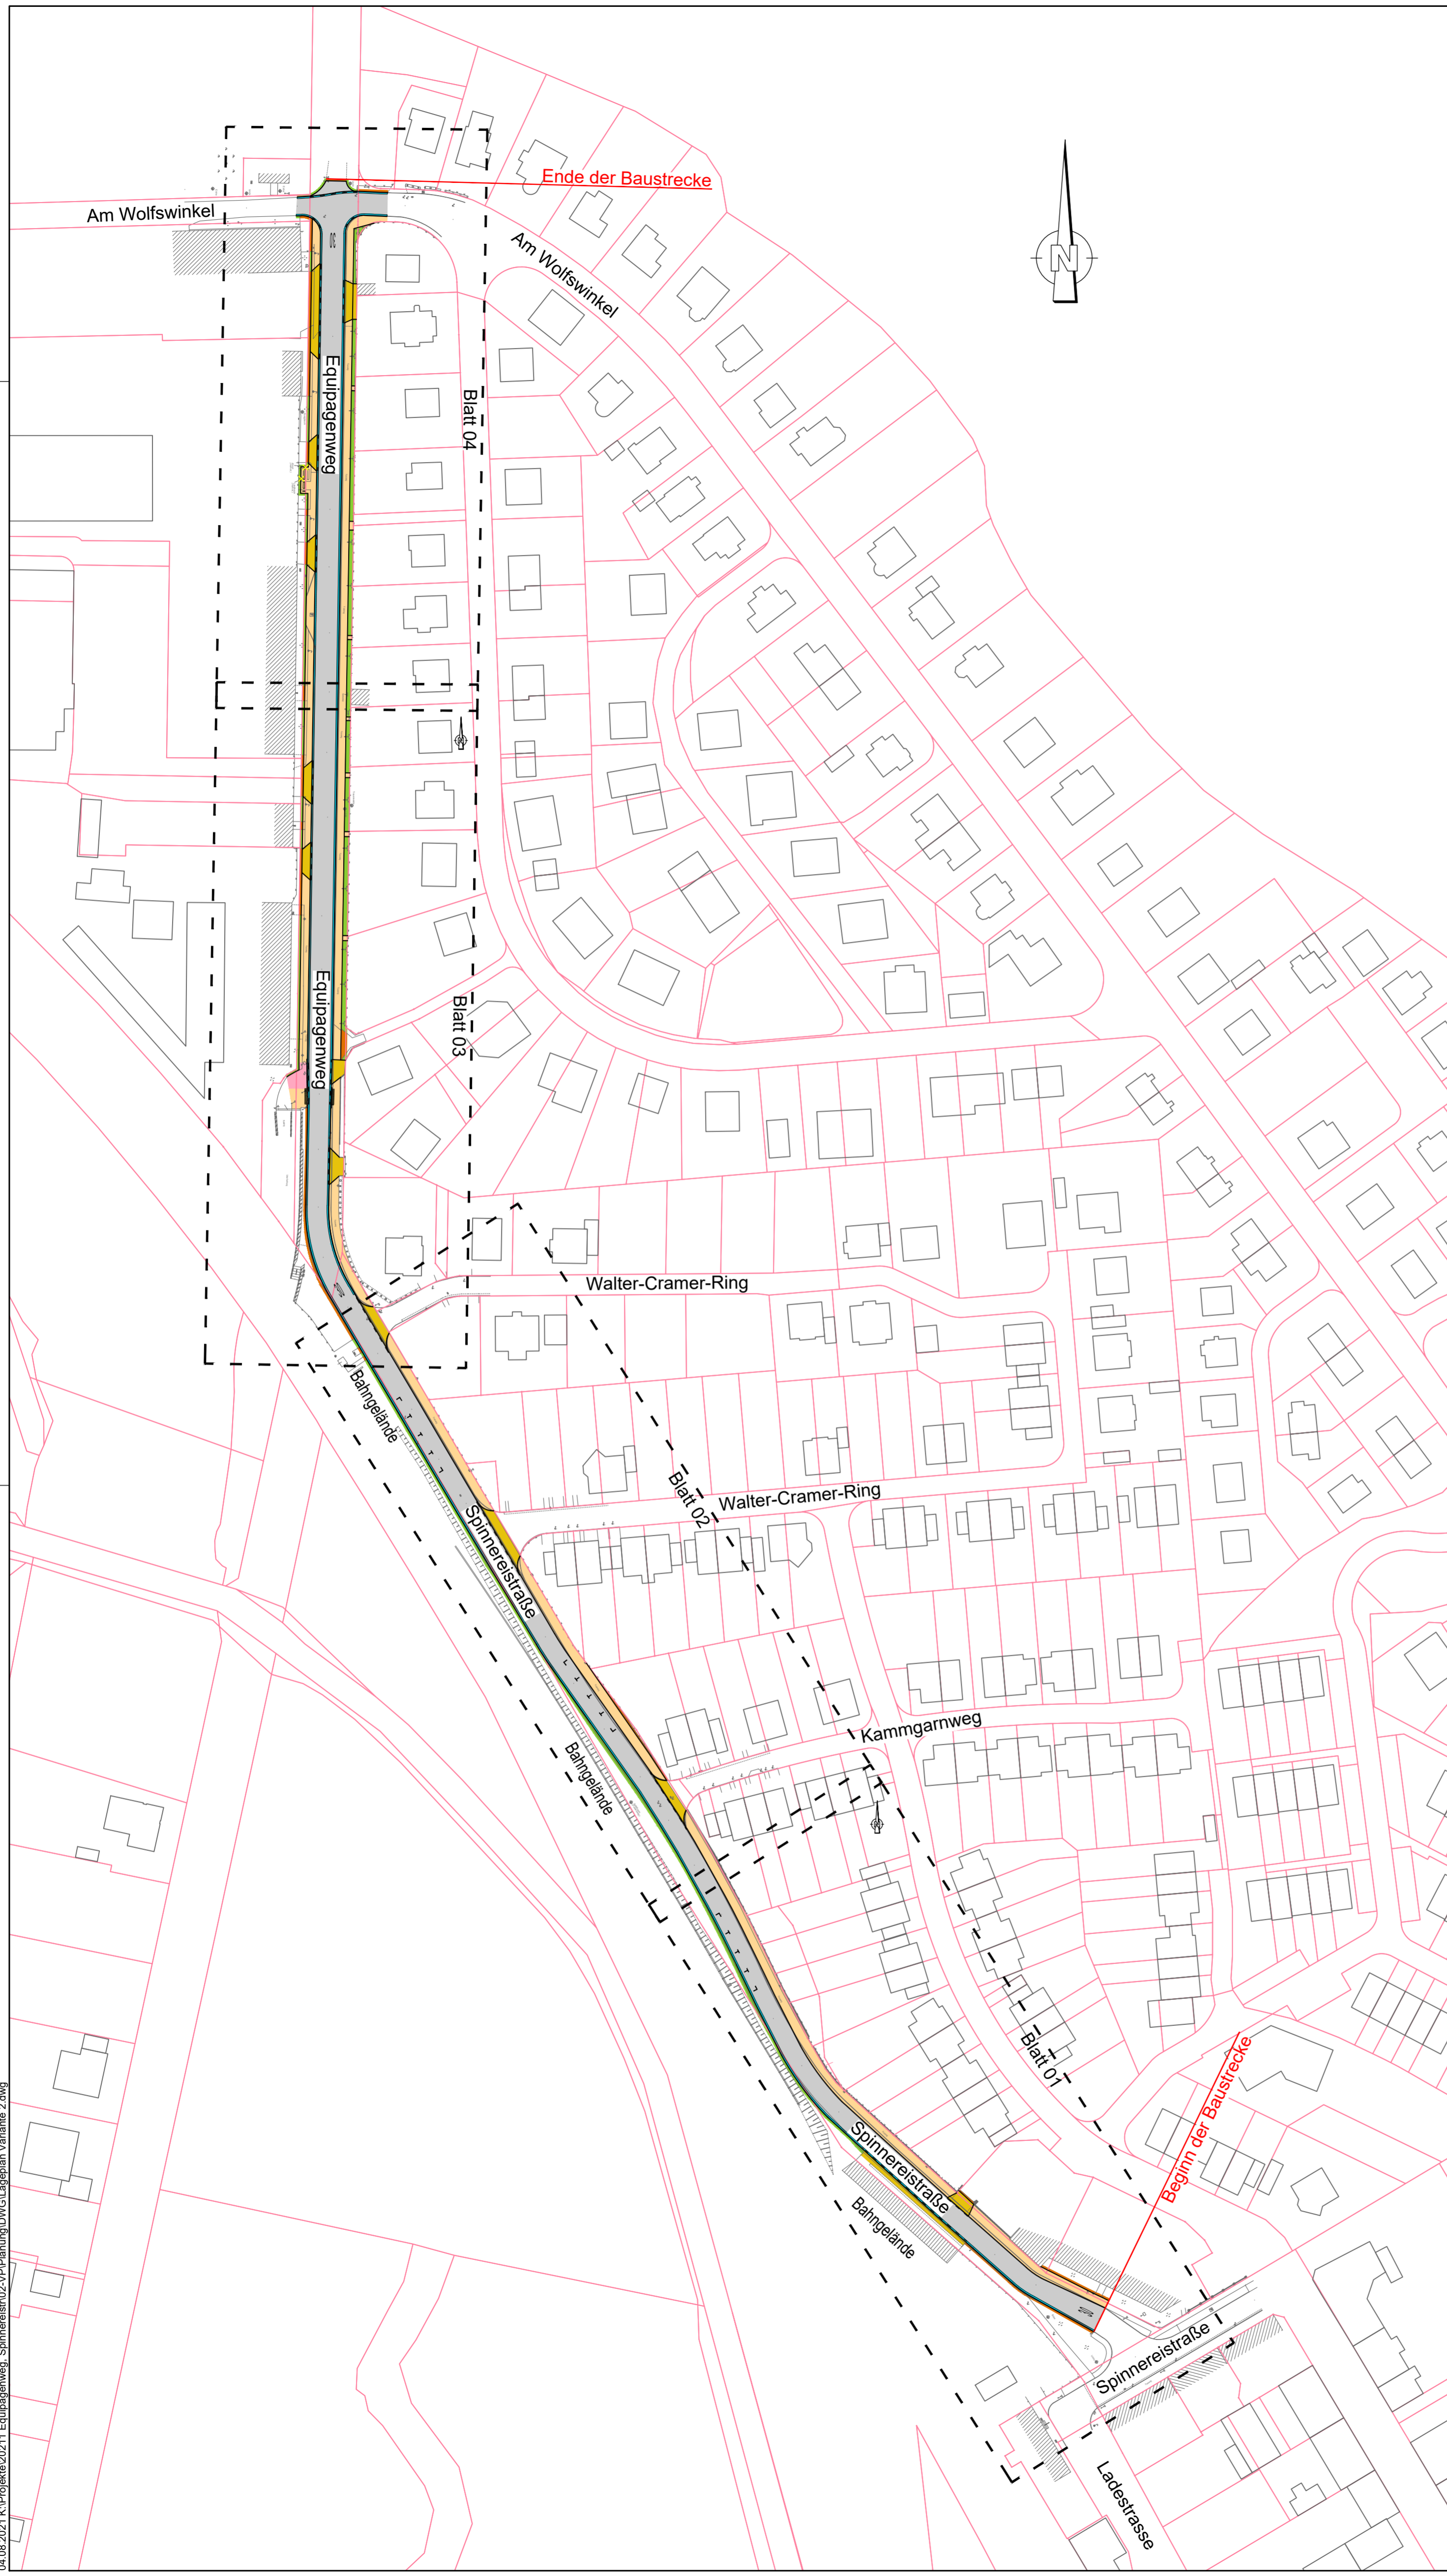 Ende der Baustrecke
Am Wolfswinkel
Am Wolfswinkel
N
Equipagenweg
Blatt 04
Equipagenweg
Blatt 03
Walter-Cramer-Ring
Bahngelände
Blatt 02
Walter-Cramer-Ring
Spinnereistraße
Kammgarnweg
Bahngelände
Blatt 01
Beginn der Baustrecke
Spinnereistraße
Bahngelände
Spinnereistraße
Ladestrasse